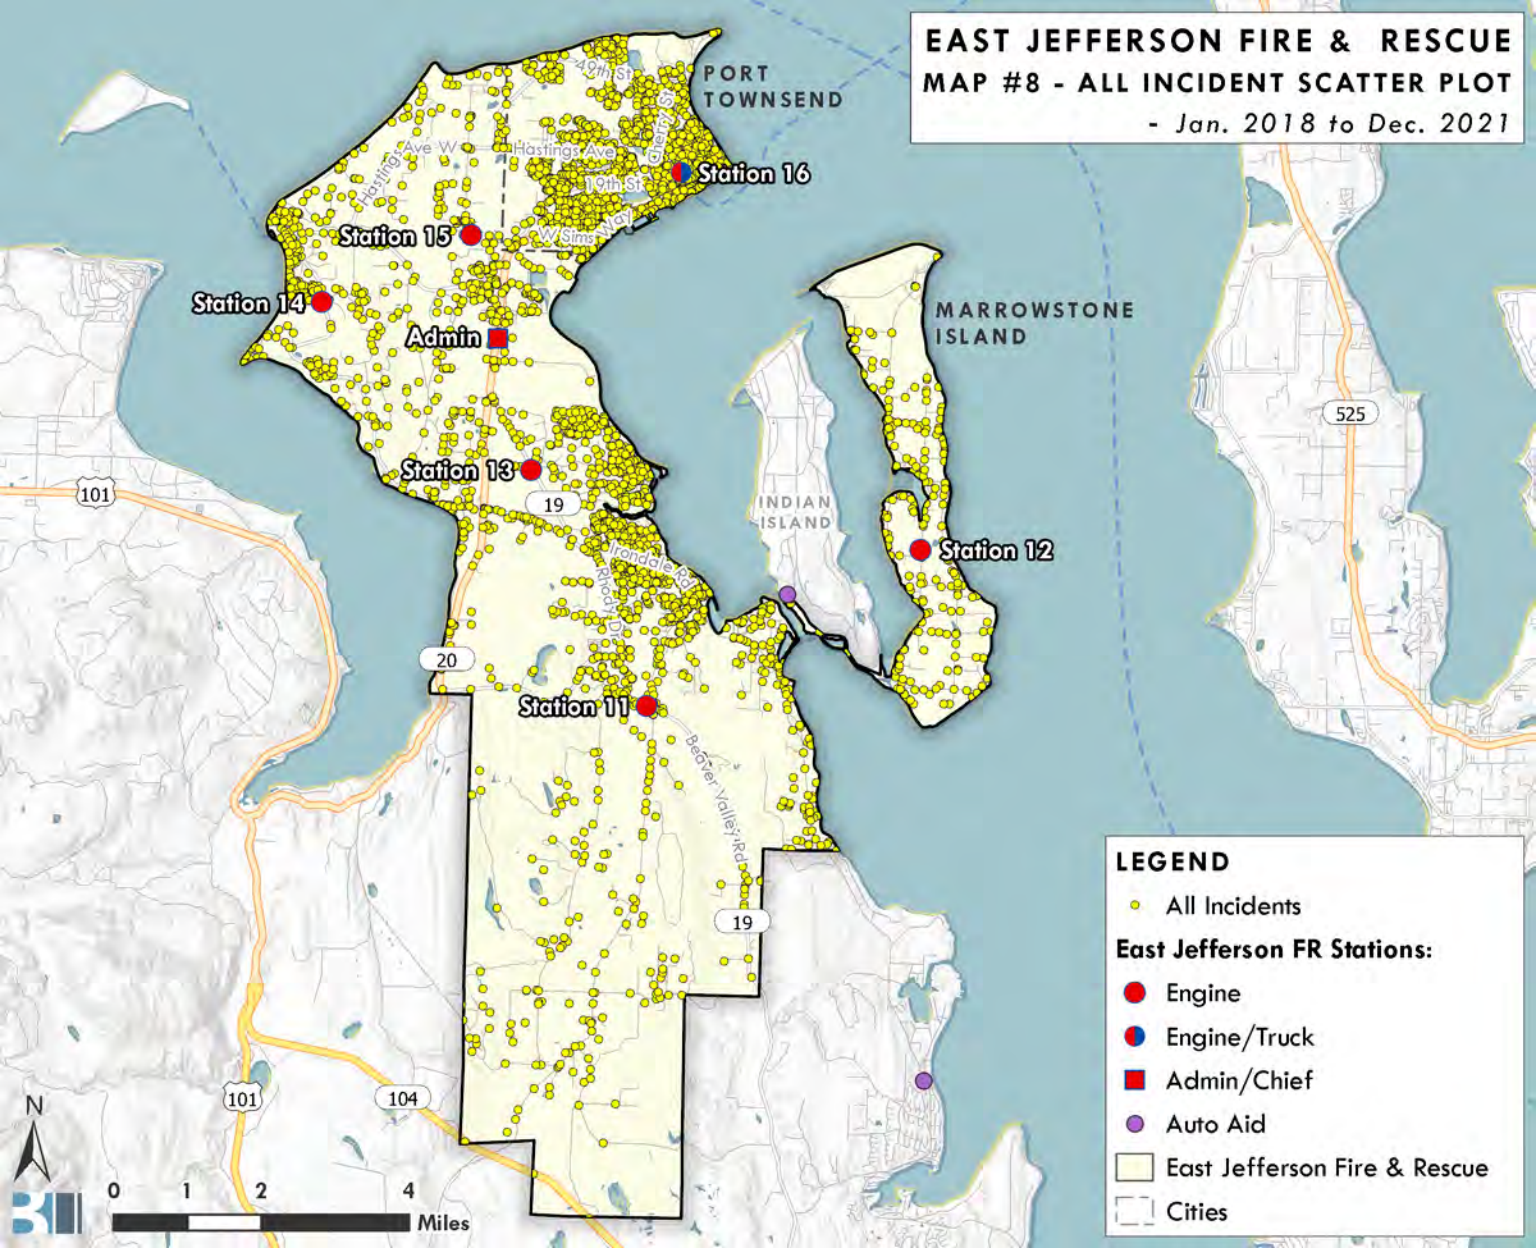 EAST JEFFERSON FIRE & RESCUE
MAP #8 - ALL INCIDENT SCATTER PLOT
- Jan. 2018 to Dec. 2021
PORT
TOWNSEND
49th St
Cherry St
Hastings Ave W
Hastings Ave
19th St
W Sims Way
Station 16
Station 15
Station 14
Admin
MARROWSTONE
ISLAND
525
Station 13
101
19
INDIAN
ISLAND
Irondale Rd
Rhody Dr
Station 12
20
Station 11
Beaver Valley Rd
19
101
104
N
0 1 2 4
Miles
LEGEND
All Incidents
East Jefferson FR Stations:
Engine
Engine/Truck
Admin/Chief
Auto Aid
East Jefferson Fire & Rescue
Cities